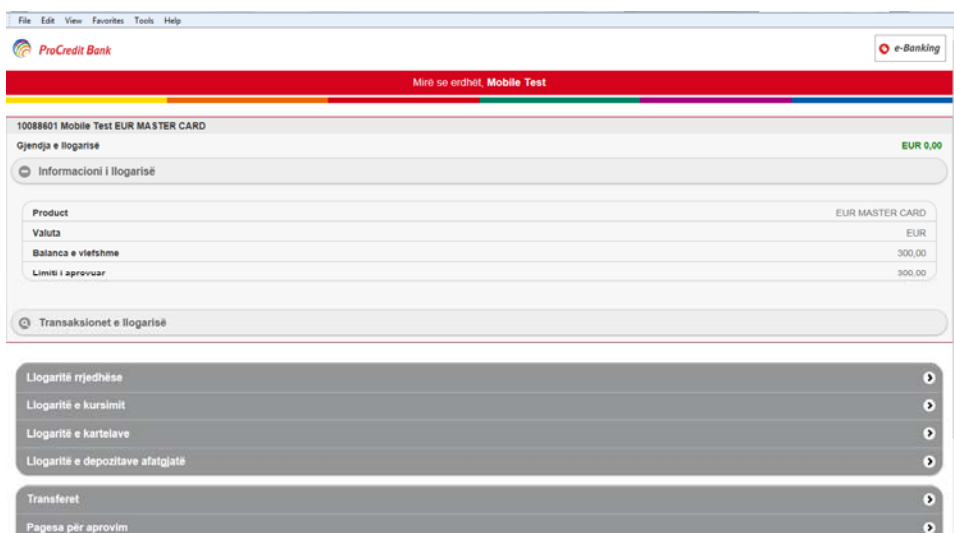 File Edit View Favorites Tools Help
ProCredit Bank
e-Banking
Mirë se erdhët, Mobile Test
10088601 Mobile Test EUR MASTER CARD
Gjendja e llogarisë EUR 0,00
Informacioni i llogarisë
Product EUR MASTER CARD
Valuta EUR
Balanca e vlefshme 300,00
Limiti i aprovuar 300,00
Transaksionet e llogarisë
Llogaritë rrjedhëse
Llogaritë e kursimit
Llogaritë e kartelave
Llogaritë e depozitave afatgjatë
Transferet
Pagesa për aprovim